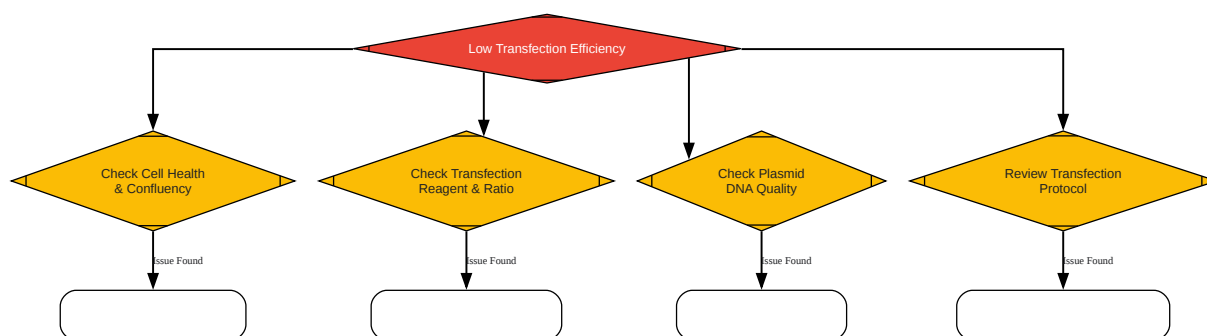 Low Transfection Efficiency
Check Cell Health
& Confluency
Check Transfection
Reagent & Ratio
Check Plasmid
DNA Quality
Review Transfection
Protocol
Issue Found
Issue Found
Issue Found
Issue Found